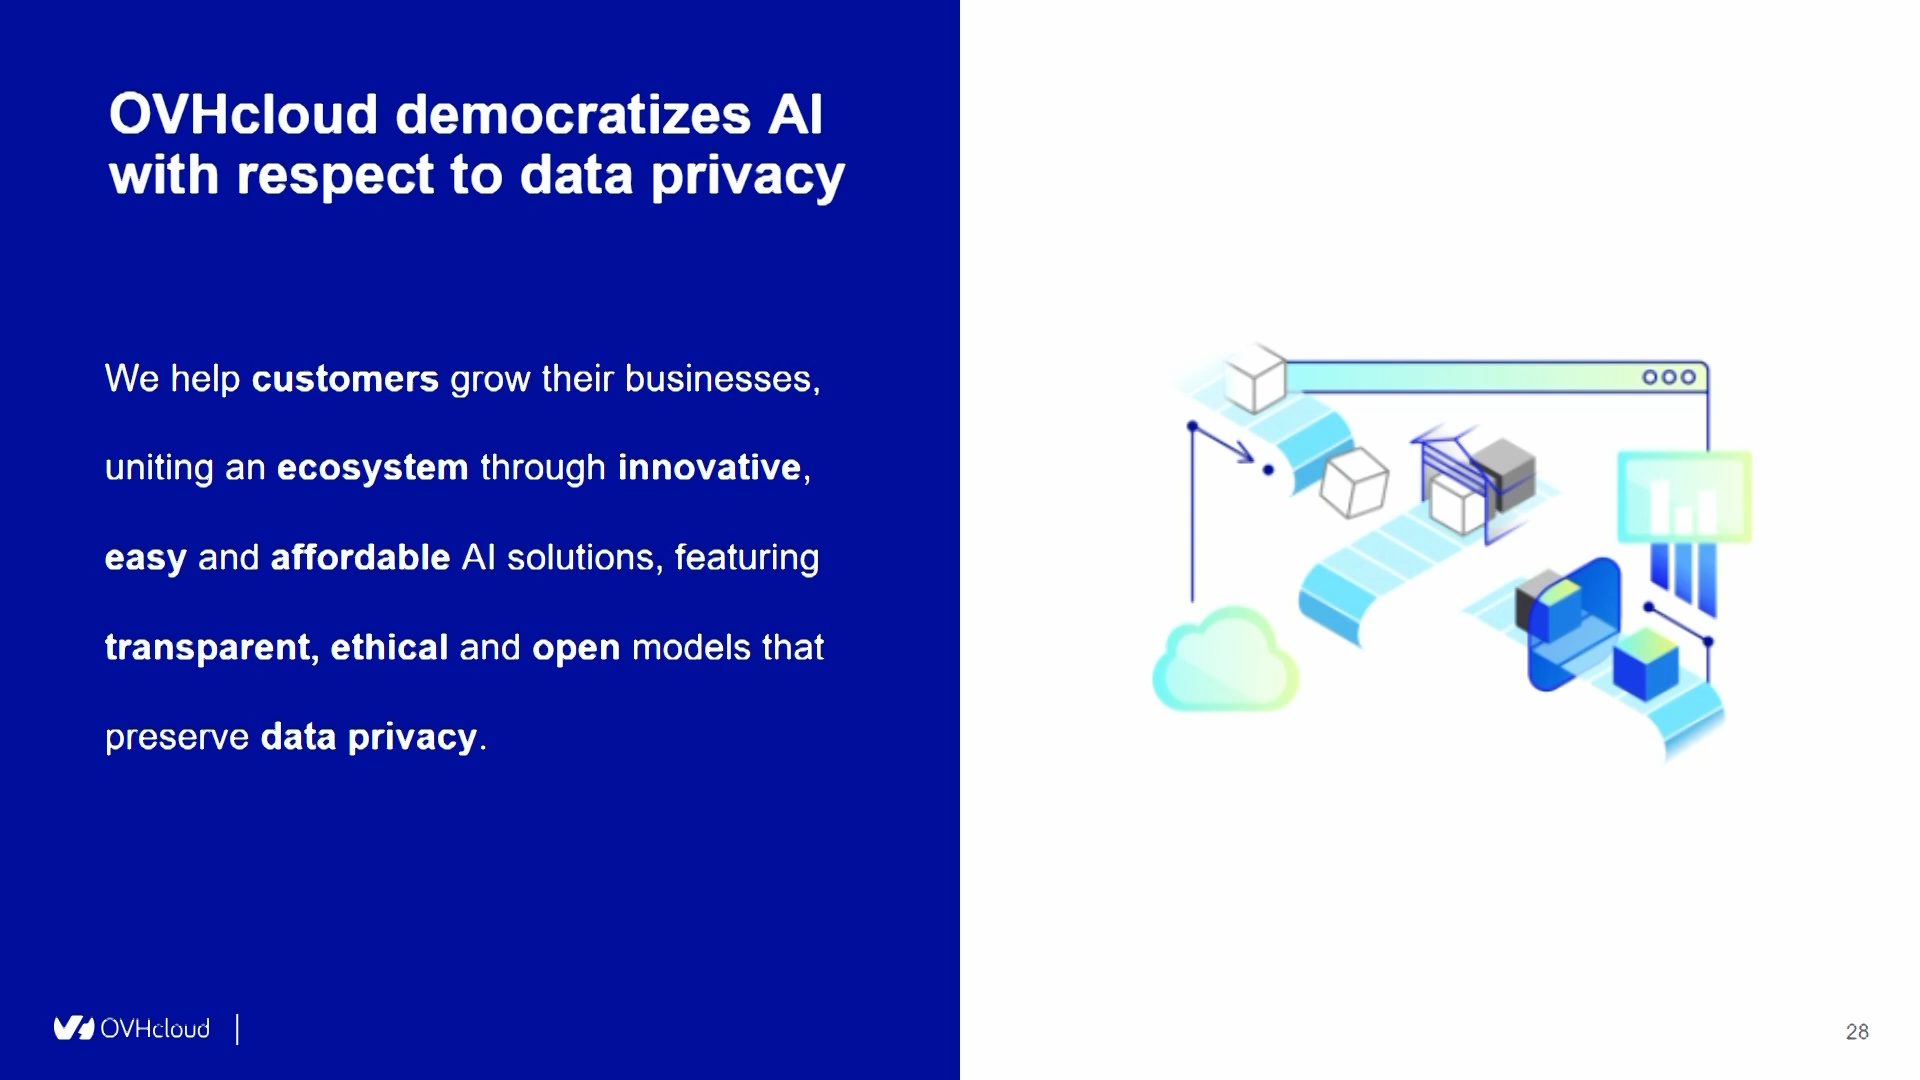 OVHcloud democratizes AI
with respect to data privacy
We help customers grow their businesses,
uniting an ecosystem through innovative,
easy and affordable AI solutions, featuring
transparent, ethical and open models that
preserve data privacy.
OVHcloud
28